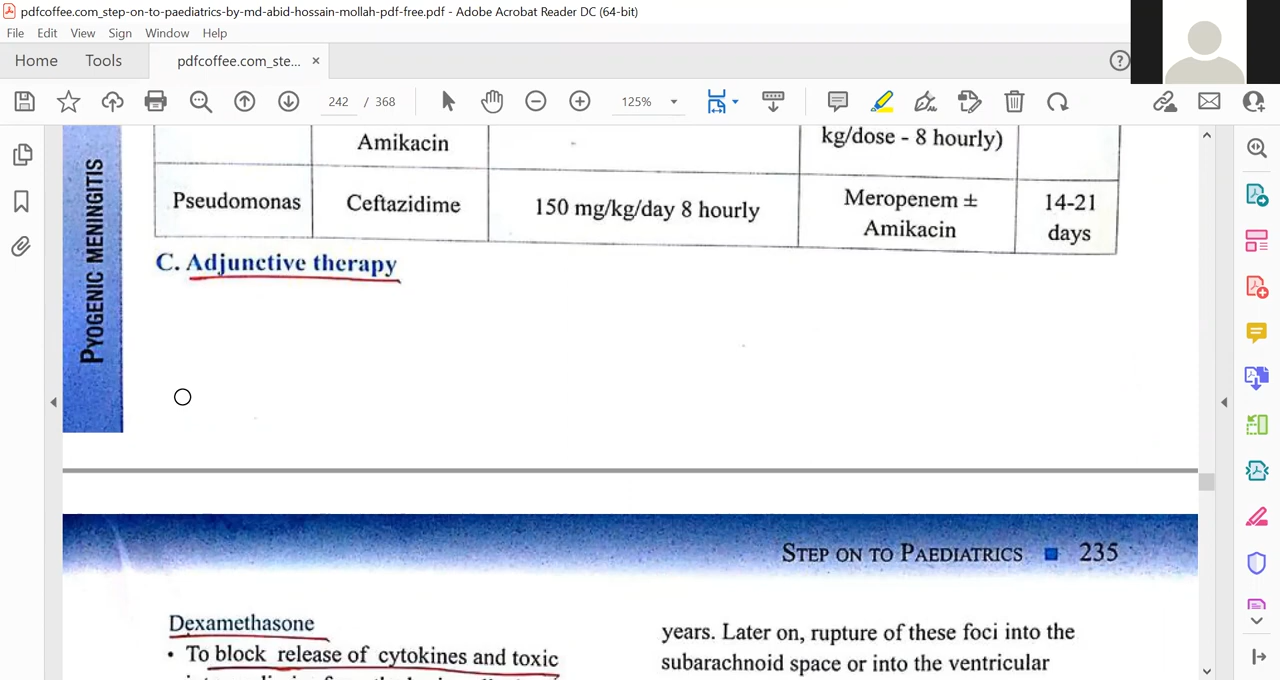 pdfcoffee.com_step-on-to-paediatrics-by-md-abid-hossain-mollah-pdf-free.pdf - Adobe Acrobat Reader DC (64-bit)
File Edit View Sign Window Help
Home Tools pdfcoffee.com_ste... ×
242 / 368 125%
PYOGENIC MENINGITIS
Amikacin kg/dose - 8 hourly)
Pseudomonas Ceftazidime 150 mg/kg/day 8 hourly Meropenem ± 14-21
Amikacin days
C. Adjunctive therapy
STEP ON TO PAEDIATRICS ■ 235
Dexamethasone
• To block release of cytokines and toxic
years. Later on, rupture of these foci into the
subarachnoid space or into the ventricular